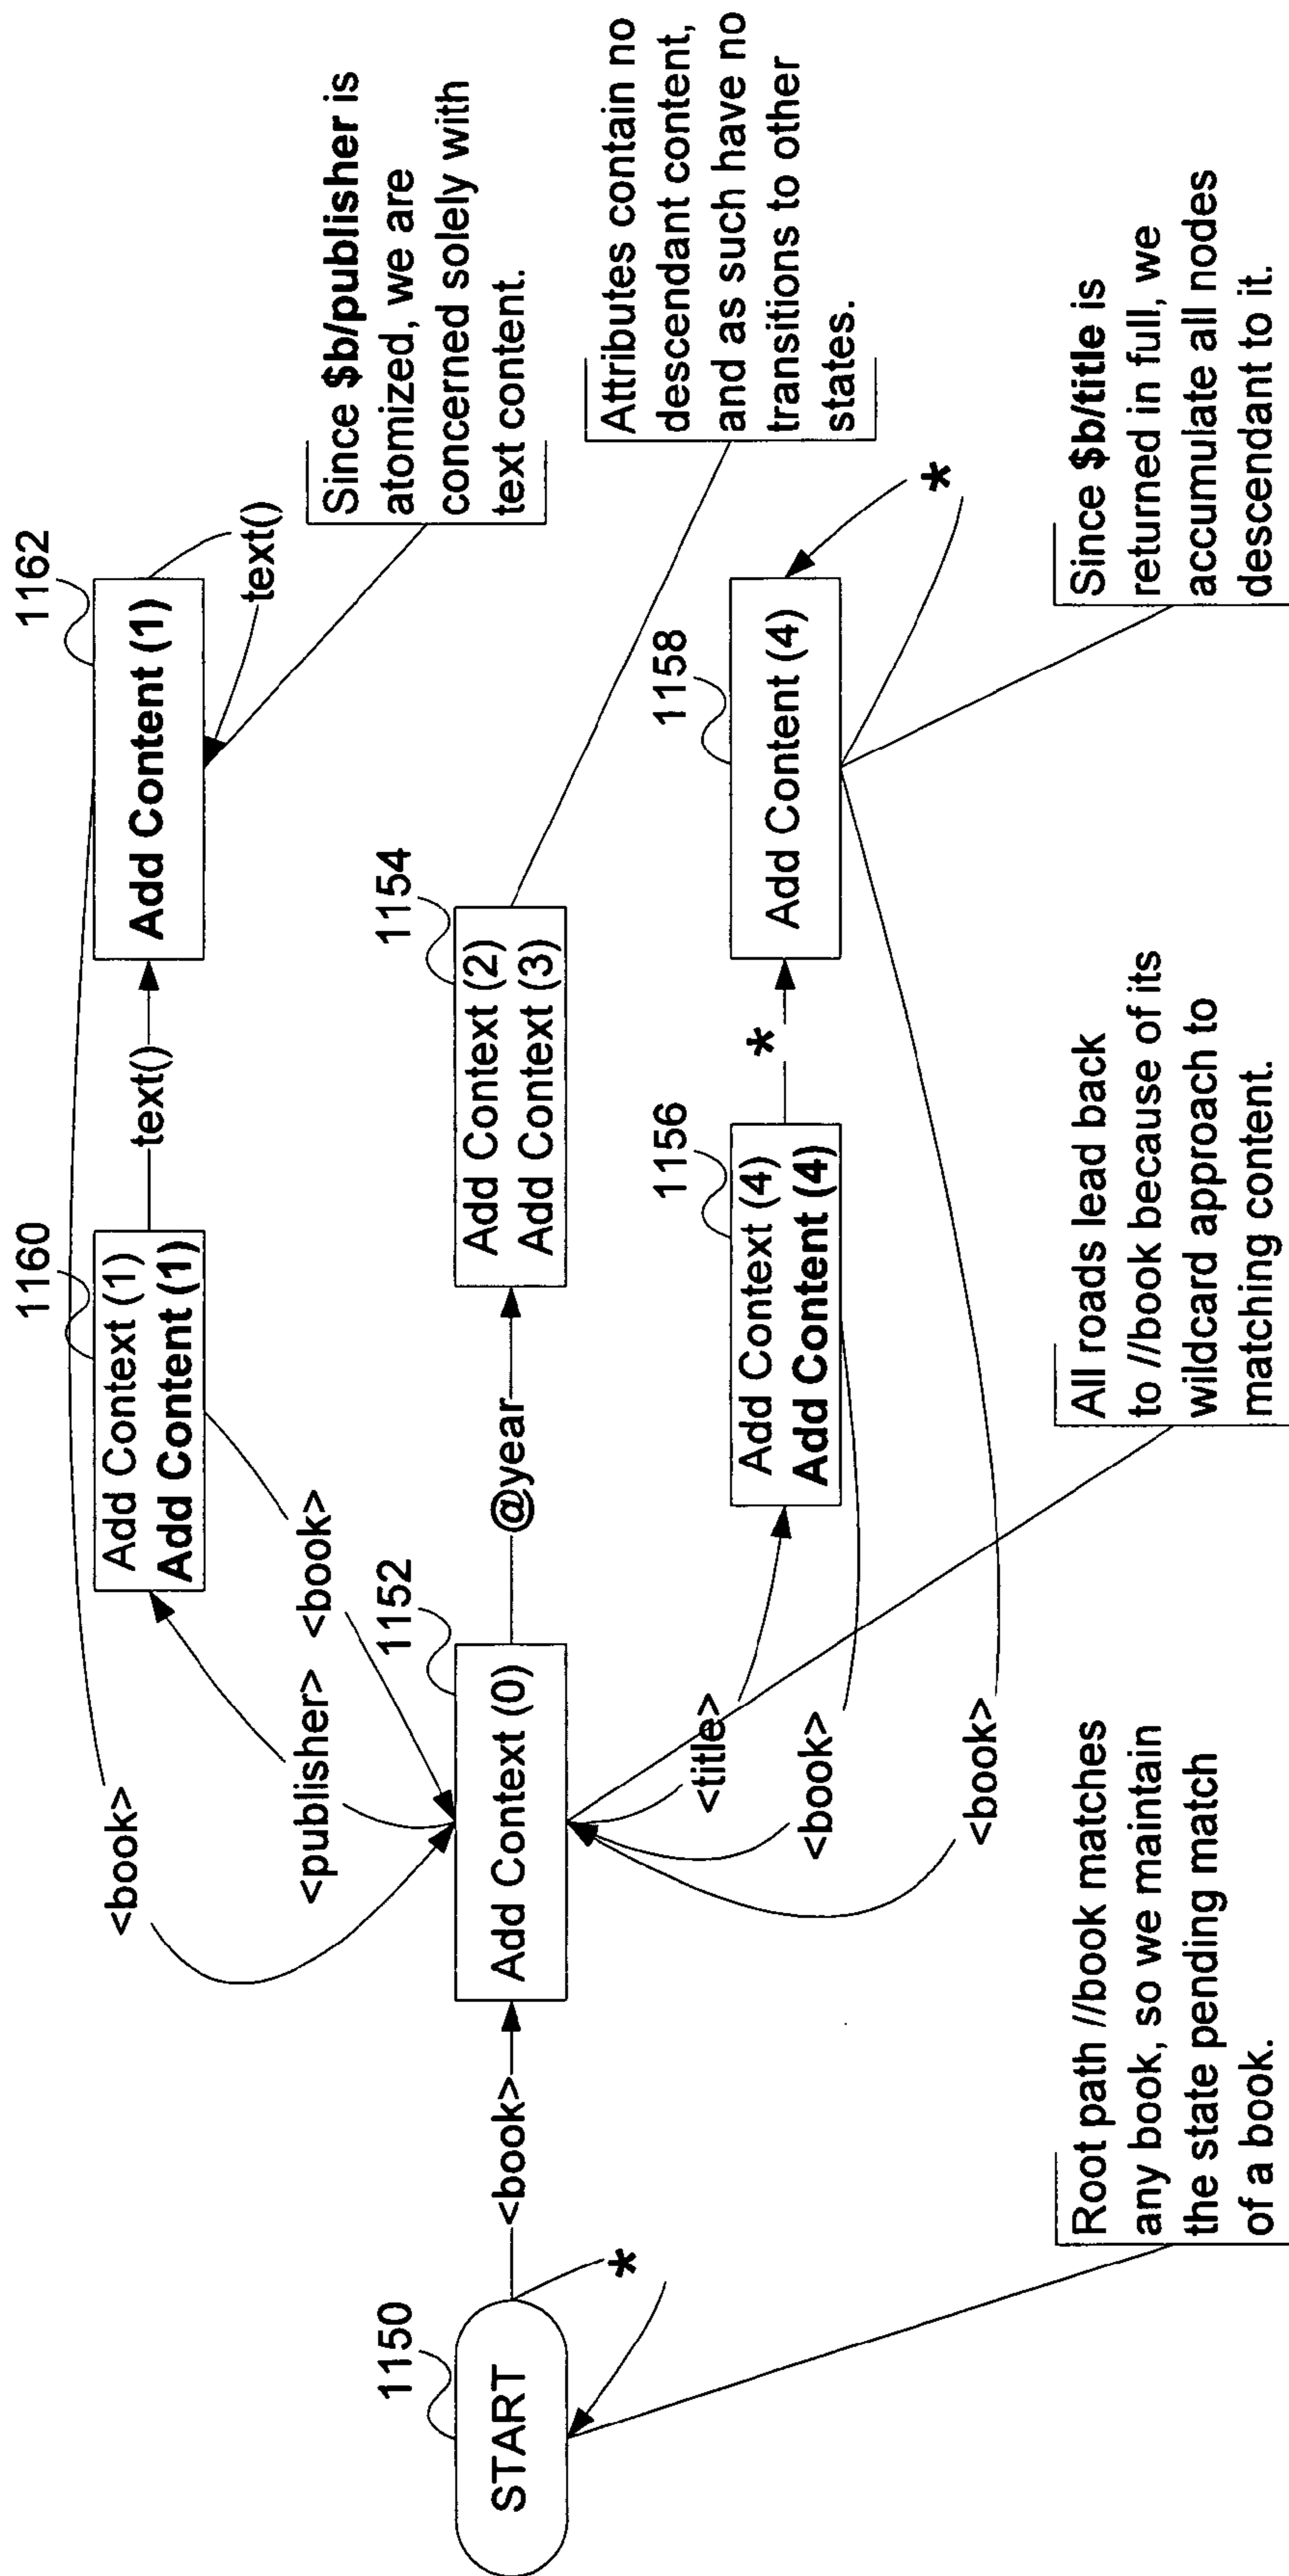 1160
1162
Add Context (1)
Add Content (1)
text()
Add Content (1)
text()
<book>
<publisher>
<book>
Since $b/publisher is
atomized, we are
concerned solely with
text content.
1150
START
*
<book>
1152
Add Context (0)
@year
1154
Add Context (2)
Add Context (3)
Attributes contain no
descendant content,
and as such have no
transitions to other
states.
<title>
<book>
<book>
1156
Add Context (4)
Add Content (4)
*
1158
Add Content (4)
*
Root path //book matches
any book, so we maintain
the state pending match
of a book.
All roads lead back
to //book because of its
wildcard approach to
matching content.
Since $b/title is
returned in full, we
accumulate all nodes
descendant to it.